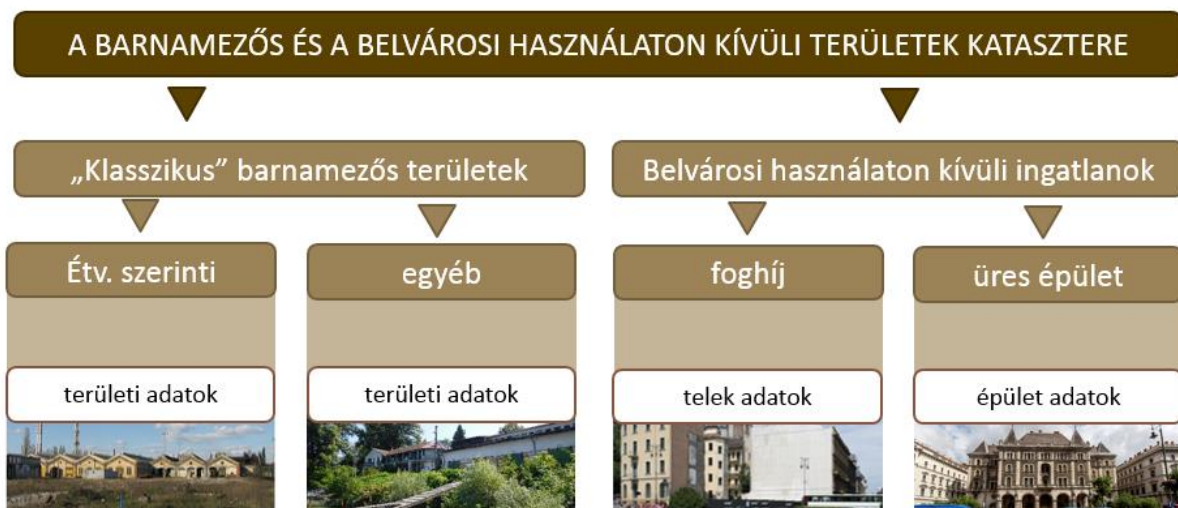 A BARNAMEZŐS ÉS A BELVÁROSI HASZNÁLATON KÍVÜLI TERÜLETEK KATASZTERE
„Klasszikus” barnamezős területek
Belvárosi használaton kívüli ingatlanok
Étv. szerinti
egyéb
foghíj
üres épület
területi adatok
területi adatok
telek adatok
épület adatok